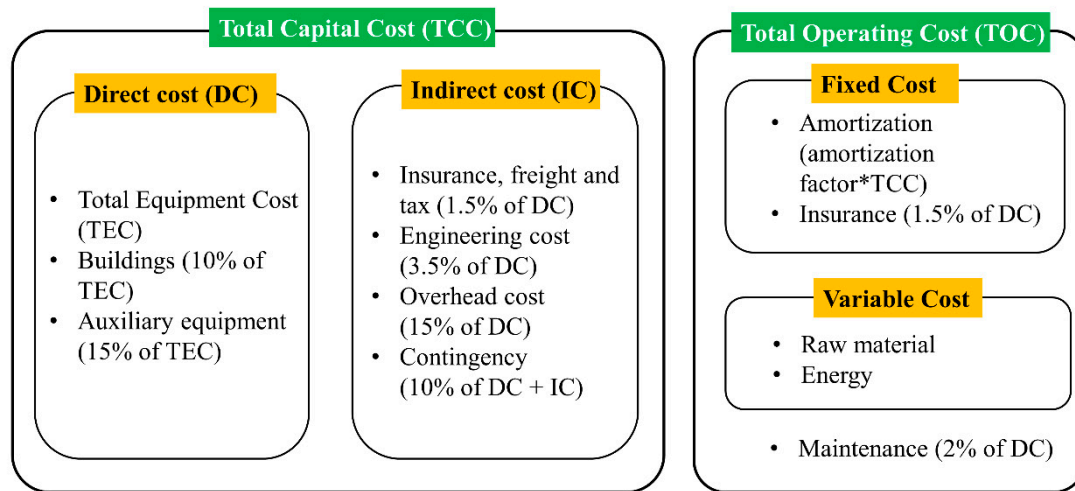 Total Capital Cost (TCC)
Direct cost (DC)
• Total Equipment Cost
(TEC)
• Buildings (10% of
TEC)
• Auxiliary equipment
(15% of TEC)
Indirect cost (IC)
• Insurance, freight and
tax (1.5% of DC)
• Engineering cost
(3.5% of DC)
• Overhead cost
(15% of DC)
• Contingency
(10% of DC + IC)
Total Operating Cost (TOC)
Fixed Cost
• Amortization
(amortization
factor*TCC)
• Insurance (1.5% of DC)
Variable Cost
• Raw material
• Energy
• Maintenance (2% of DC)